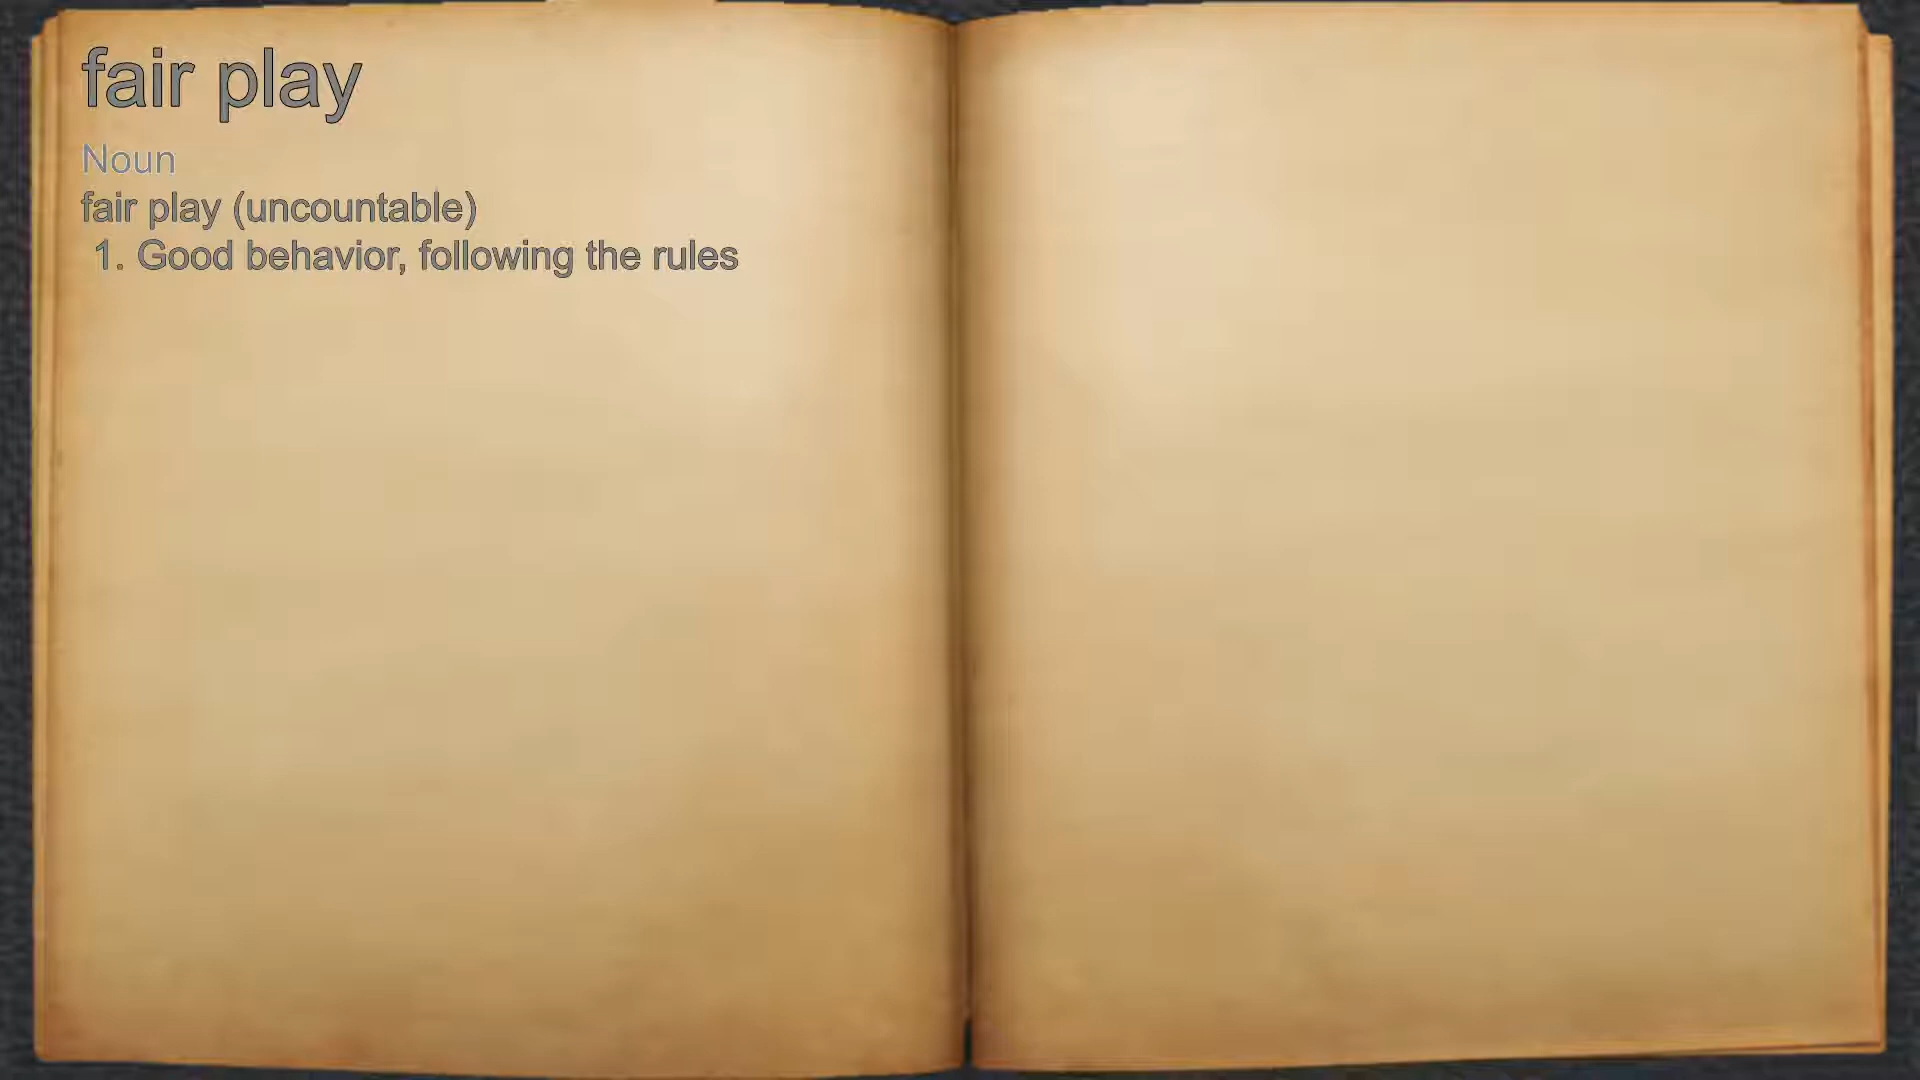 fair play
Noun
fair play (uncountable)
1. Good behavior, following the rules